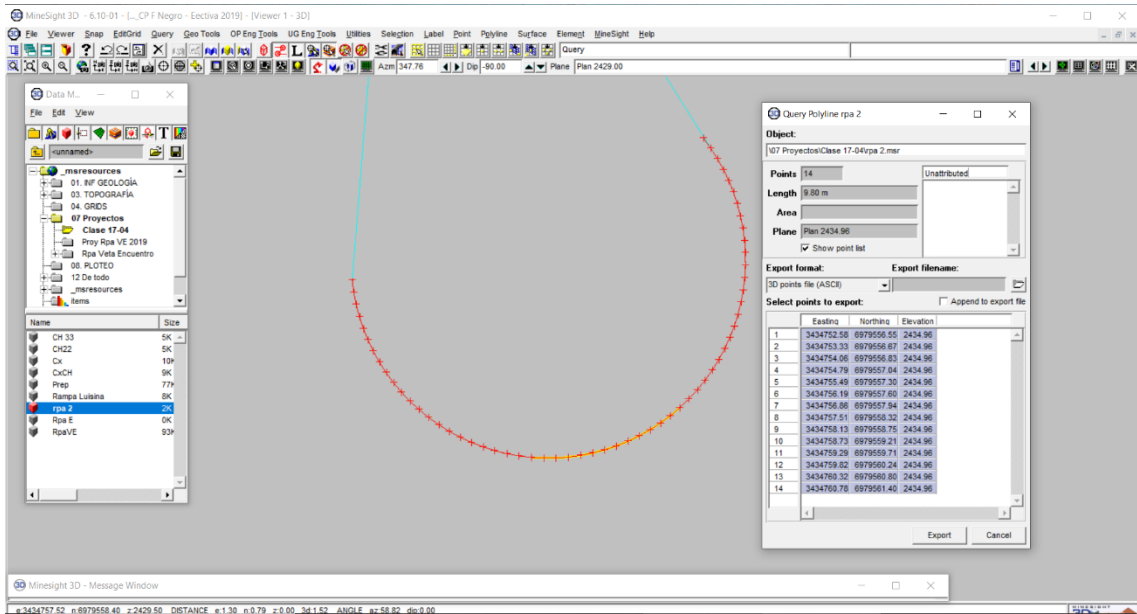 MineSight 3D - 6.10-01 - [..._CP F Negro - Eectiva 2019] - [Viewer 1 - 3D]
File Viewer Snap EditGrid Query Geo Tools OP Eng Tools UG Eng Tools Utilities Selection Label Point Polyline Surface Element MineSight Help
Query
Azm 347.76 Dip -90.00 Plane Plan 2429.00
Data M...
File Edit View
<unnamed>
_msresources
01. INF GEOLOGÍA
03. TOPOGRAFÍA
04. GRIDS
07 Proyectos
Clase 17-04
Proy Rpa VE 2019
Rpa Veta Encuentro
08. PLOTEO
12 De todo
_msresources
items
Name Size
CH 33 5K
CH22 5K
Cx 10K
CxCH 9K
Prep 77K
Rampa Luisina 8K
rpa 2 2K
Rpa E 0K
RpaVE 93K
Query Polyline rpa 2
Object:
\07 Proyectos\Clase 17-04\rpa 2.msr
Points 14 Unattributed
Length 9.80 m
Area
Plane Plan 2434.96
Show point list
Export format: Export filename:
3D points file (ASCII)
Select points to export: Append to export file
Easting Northing Elevation
1 3434752.58 6979556.55 2434.96
2 3434753.33 6979556.67 2434.96
3 3434754.06 6979556.83 2434.96
4 3434754.79 6979557.04 2434.96
5 3434755.49 6979557.30 2434.96
6 3434756.19 6979557.60 2434.96
7 3434756.86 6979557.94 2434.96
8 3434757.51 6979558.32 2434.96
9 3434758.13 6979558.75 2434.96
10 3434758.73 6979559.21 2434.96
11 3434759.29 6979559.71 2434.96
12 3434759.82 6979560.24 2434.96
13 3434760.32 6979560.80 2434.96
14 3434760.78 6979561.40 2434.96
Export Cancel
Minesight 3D - Message Window
e:3434757.52 n:6979558.40 z:2429.50 DISTANCE e:1.30 n:0.79 z:0.00 3d:1.52 ANGLE az:58.82 dip:0.00
MINESIGHT